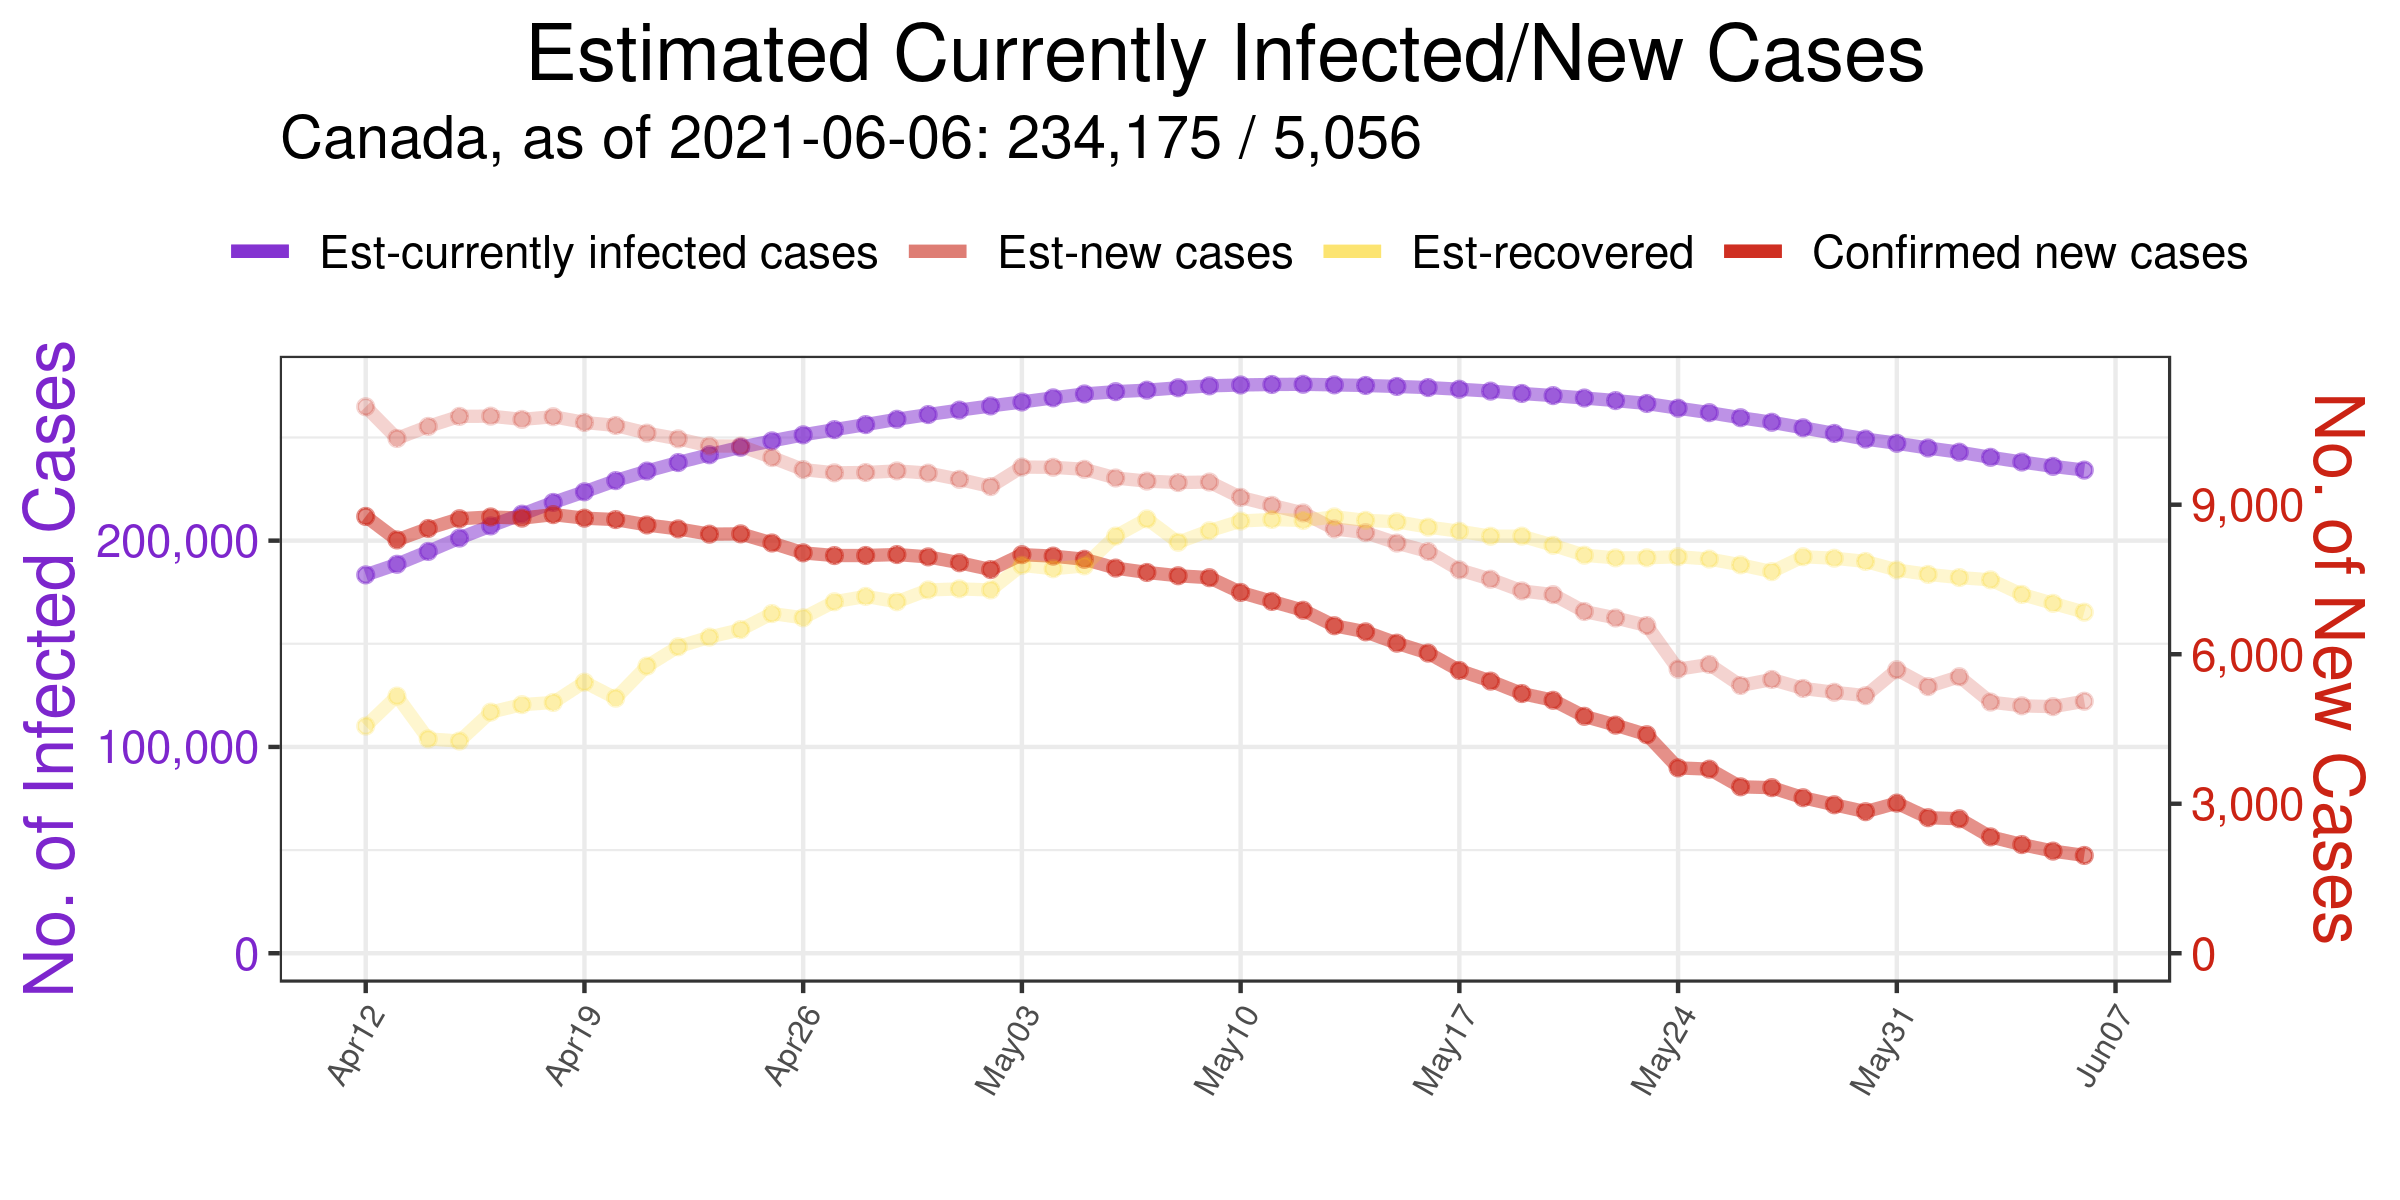 Estimated Currently Infected/New Cases
Canada, as of 2021-06-06: 234,175 / 5,056
Est-currently infected cases Est-new cases Est-recovered Confirmed new cases
No. of Infected Cases
200,000
100,000
0
9,000
6,000
3,000
0
No. of New Cases
Apr12 Apr19 Apr26 May03 May10 May17 May24 May31 Jun07